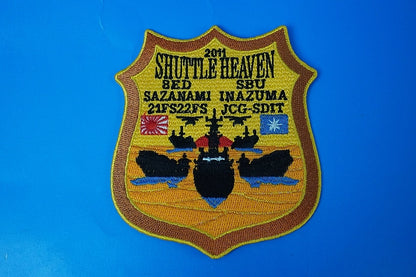 2011
SHUTTLE HEAVEN
8ED SBU
SAZANAMI INAZUMA
21FS22FS JCG-SDIT